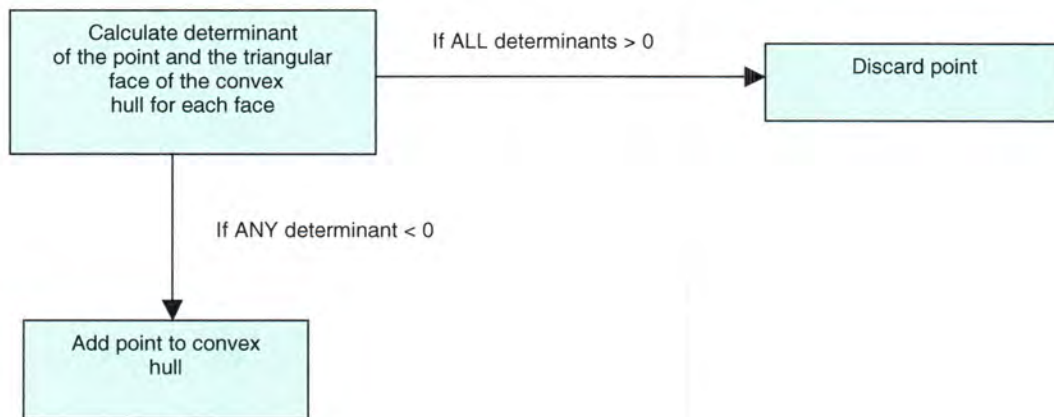 Calculate determinant
of the point and the triangular
face of the convex
hull for each face
If ALL determinants > 0
Discard point
If ANY determinant < 0
Add point to convex
hull